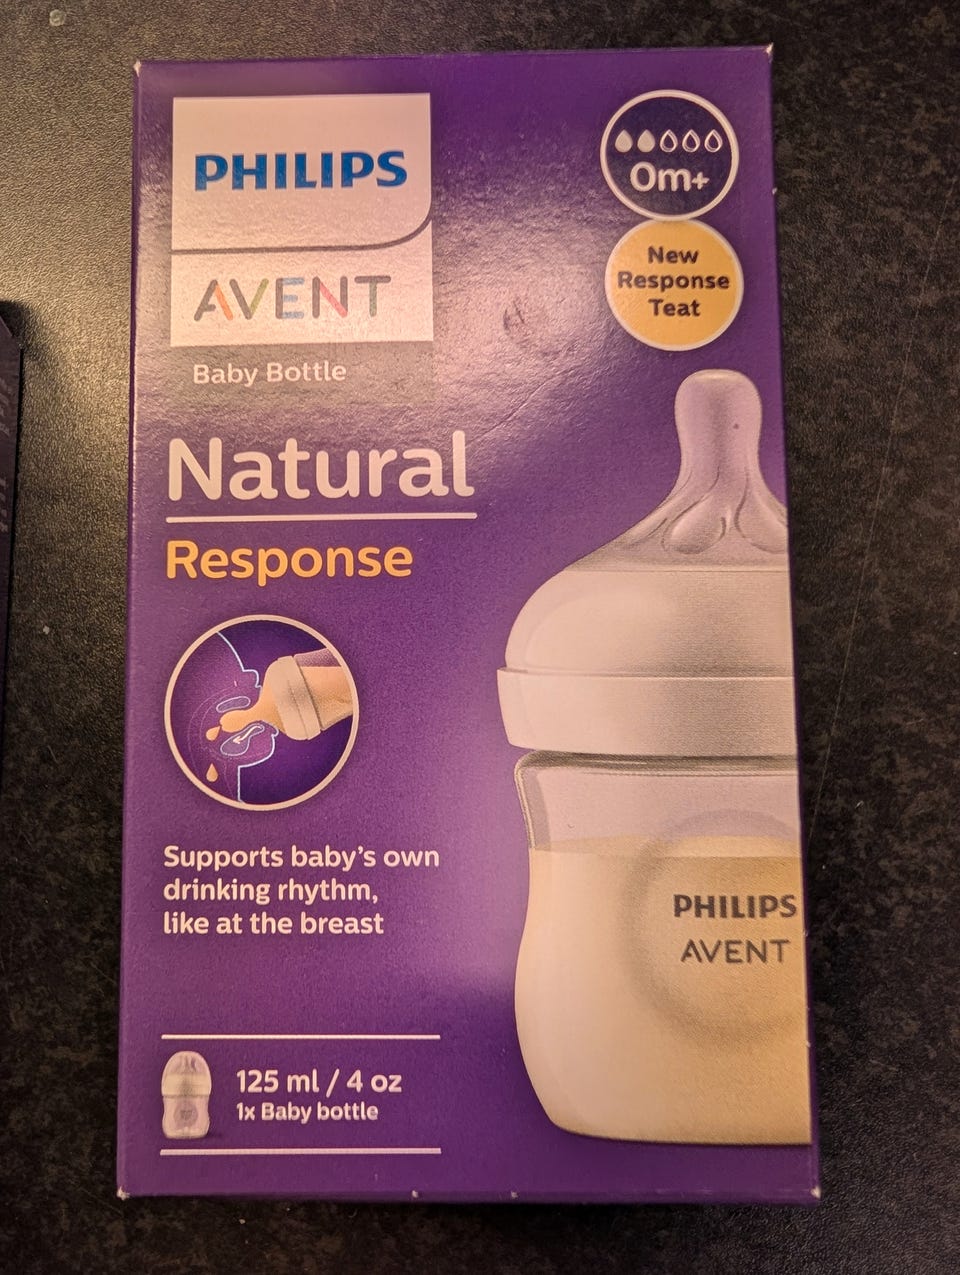 PHILIPS
AVENT
Baby Bottle
0m+
New
Response
Teat
Natural
Response
Supports baby's own
drinking rhythm,
like at the breast
125 ml / 4 oz
1x Baby bottle
PHILIPS
AVENT